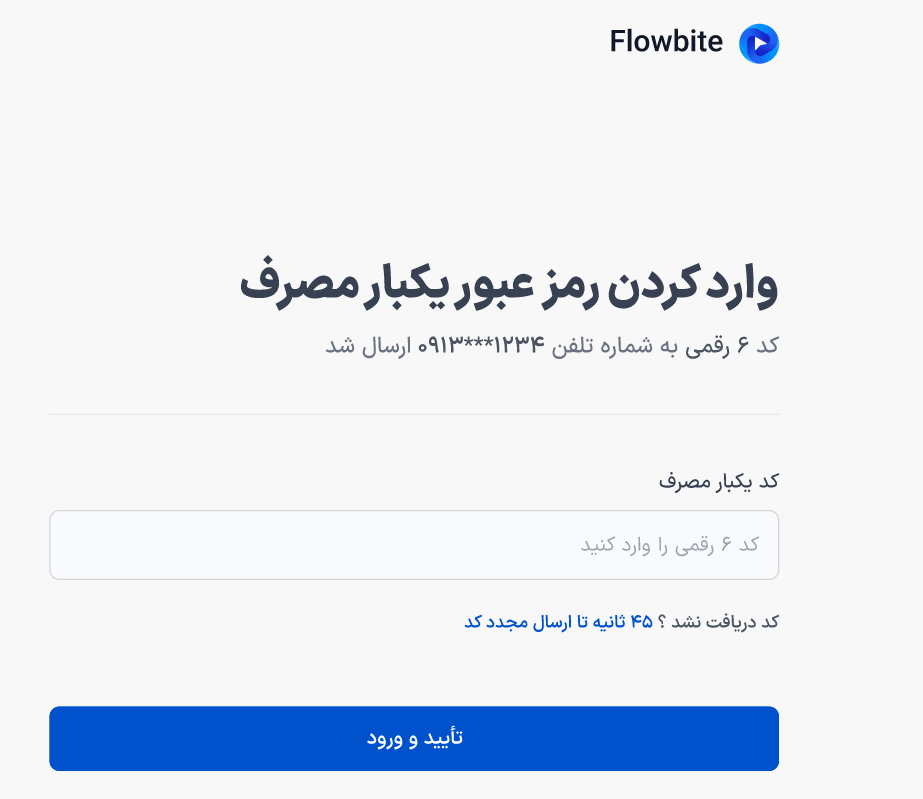 Flowbite
وارد کردن رمز عبور یکبار مصرف
کد ۶ رقمی به شماره تلفن ۰۹۱۳***۱۲۳۴ ارسال شد
کد یکبار مصرف
کد ۶ رقمی را وارد کنید
کد دریافت نشد ؟ ۴۵ ثانیه تا ارسال مجدد کد
تأیید و ورود